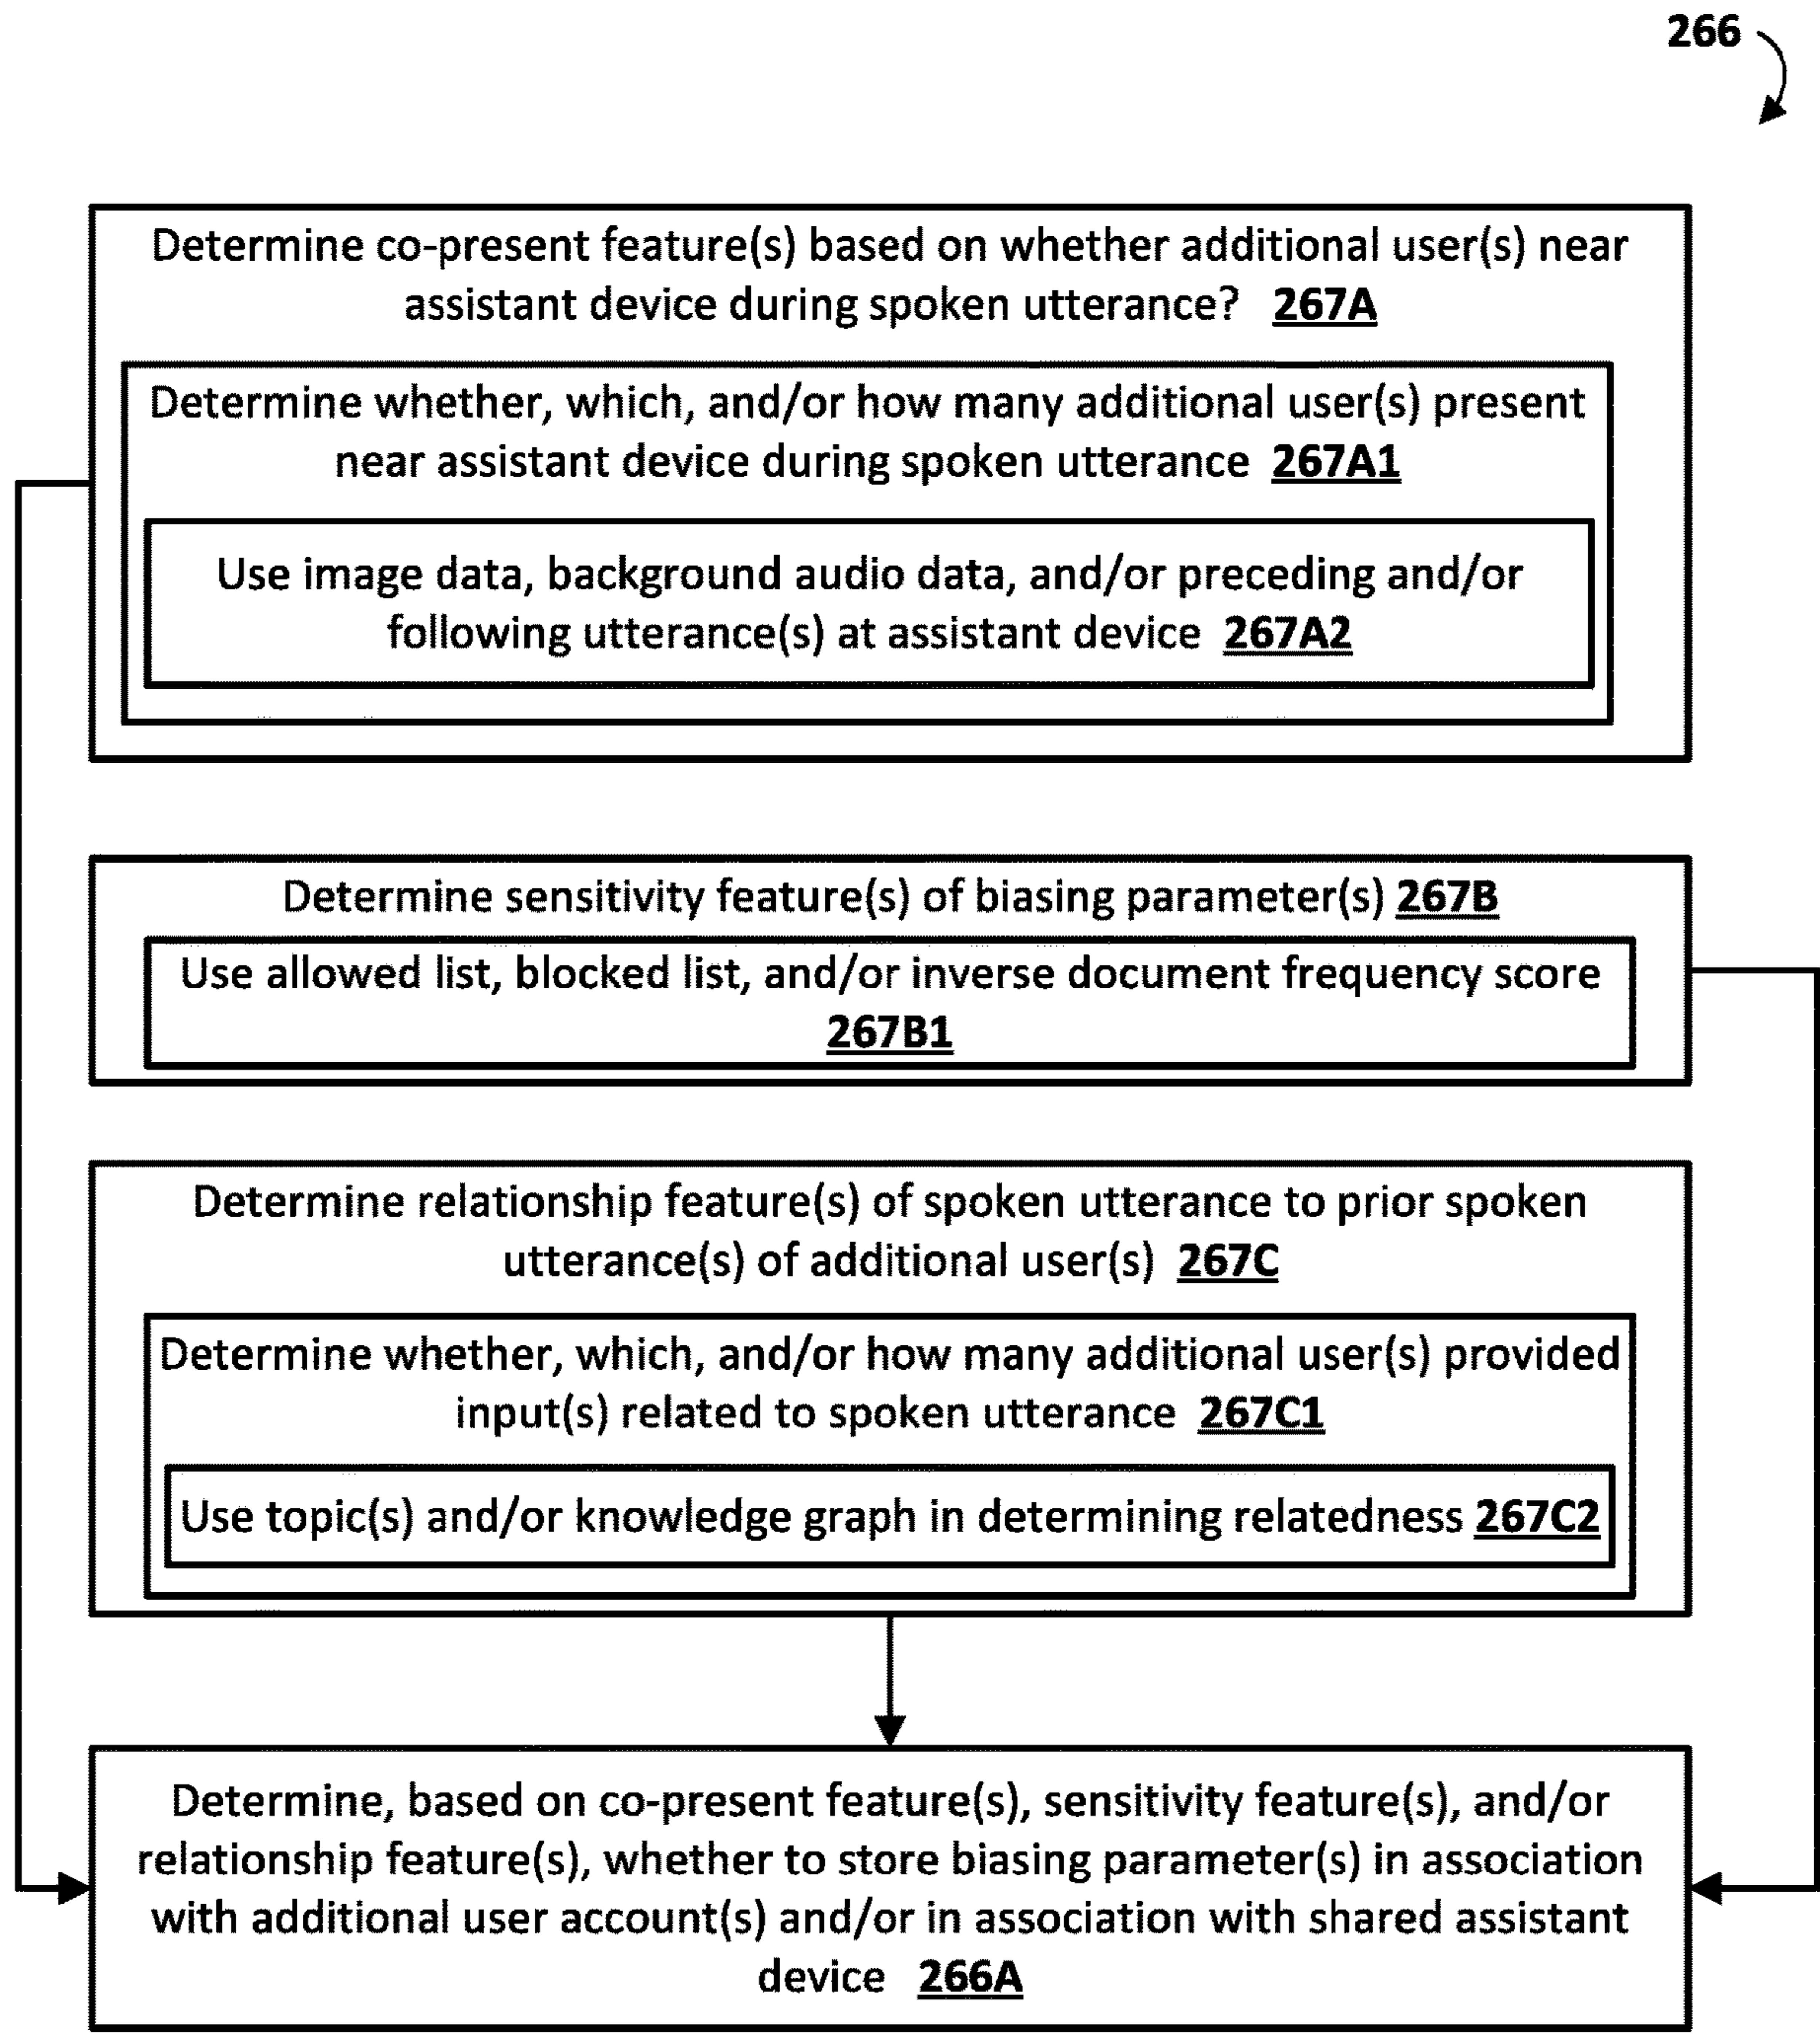 266
Determine co-present feature(s) based on whether additional user(s) near
assistant device during spoken utterance? 267A
Determine whether, which, and/or how many additional user(s) present
near assistant device during spoken utterance 267A1
Use image data, background audio data, and/or preceding and/or
following utterance(s) at assistant device 267A2
Determine sensitivity feature(s) of biasing parameter(s) 267B
Use allowed list, blocked list, and/or inverse document frequency score
267B1
Determine relationship feature(s) of spoken utterance to prior spoken
utterance(s) of additional user(s) 267C
Determine whether, which, and/or how many additional user(s) provided
input(s) related to spoken utterance 267C1
Use topic(s) and/or knowledge graph in determining relatedness 267C2
Determine, based on co-present feature(s), sensitivity feature(s), and/or
relationship feature(s), whether to store biasing parameter(s) in association
with additional user account(s) and/or in association with shared assistant
device 266A